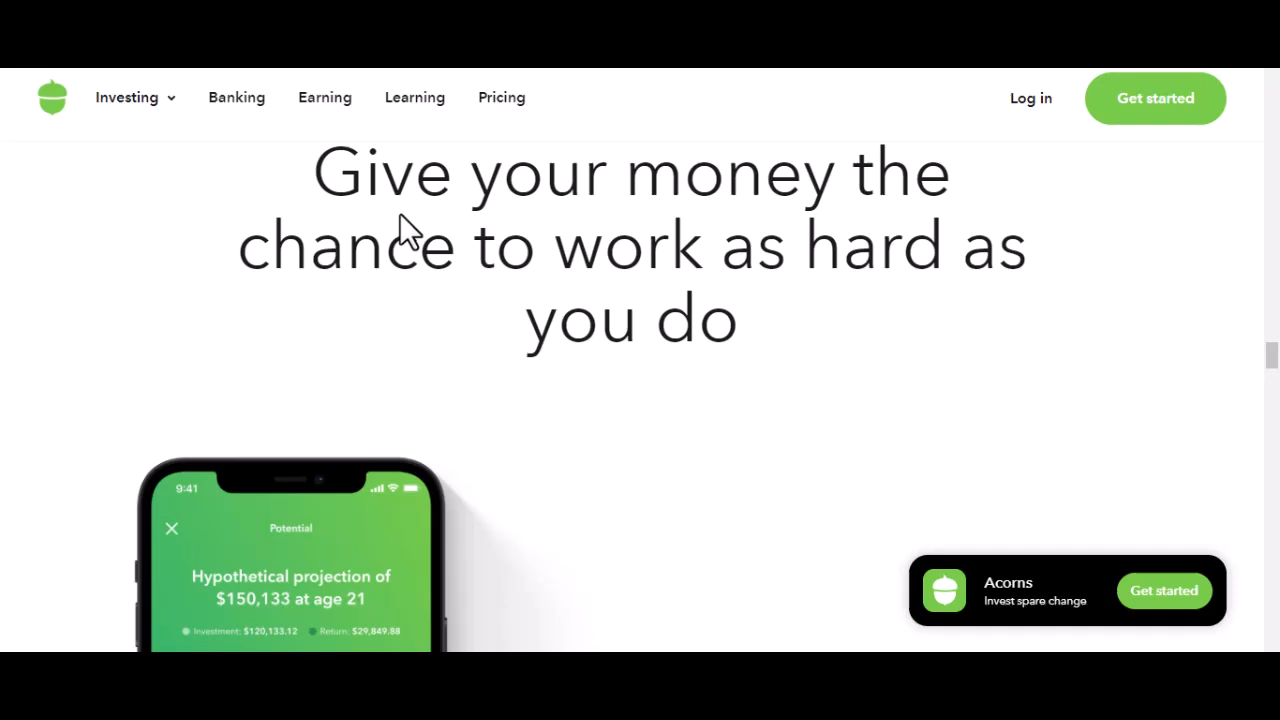 Investing Banking Earning Learning Pricing Log in Get started
Give your money the
chance to work as hard as
you do
9:41
Potential
Hypothetical projection of
$150,133 at age 21
Investment: $120,133.12 Return: $29,849.88
Acorns
Invest spare change
Get started